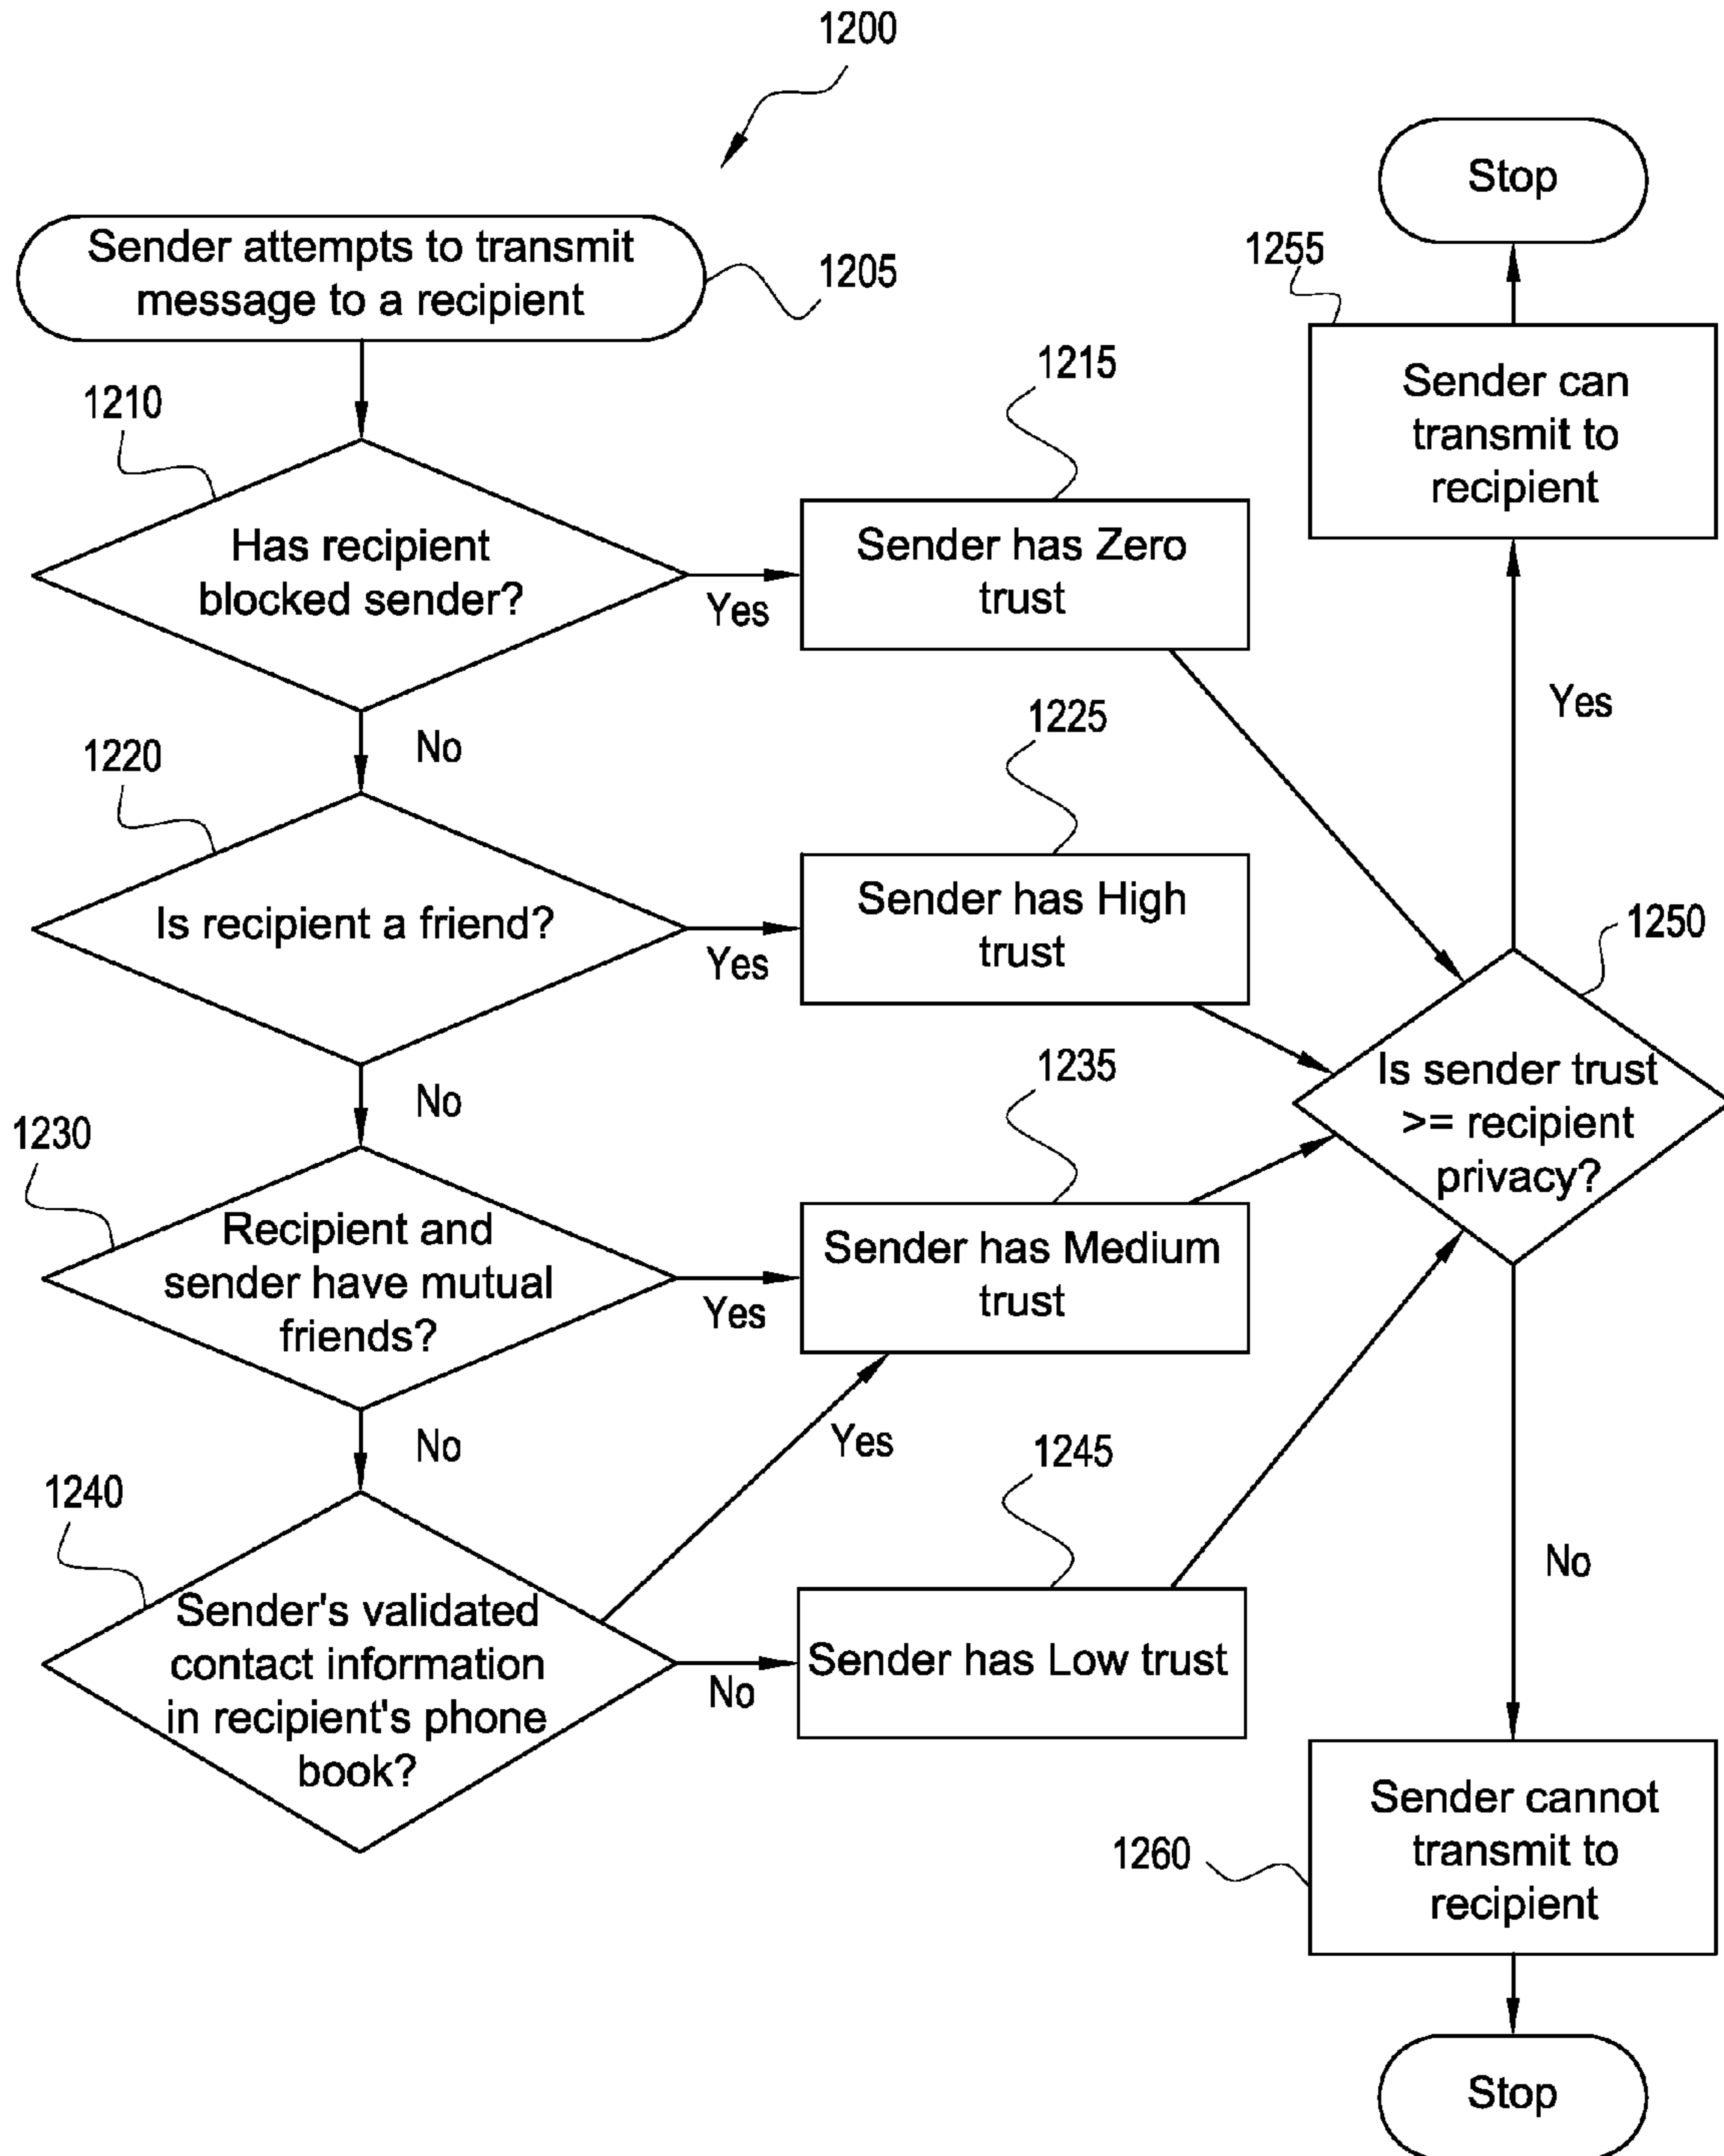 1200
Stop
Sender attempts to transmit
message to a recipient
1205
1255
Sender can
transmit to
recipient
1210
1215
Has recipient
blocked sender?
Yes
Sender has Zero
trust
Yes
No
1220
1225
Is recipient a friend?
Yes
Sender has High
trust
1250
Is sender trust
>= recipient
privacy?
No
1230
1235
Recipient and
sender have mutual
friends?
Yes
Sender has Medium
trust
No
Yes
1240
1245
Sender's validated
contact information
in recipient's phone
book?
No
Sender has Low trust
No
1260
Sender cannot
transmit to
recipient
Stop